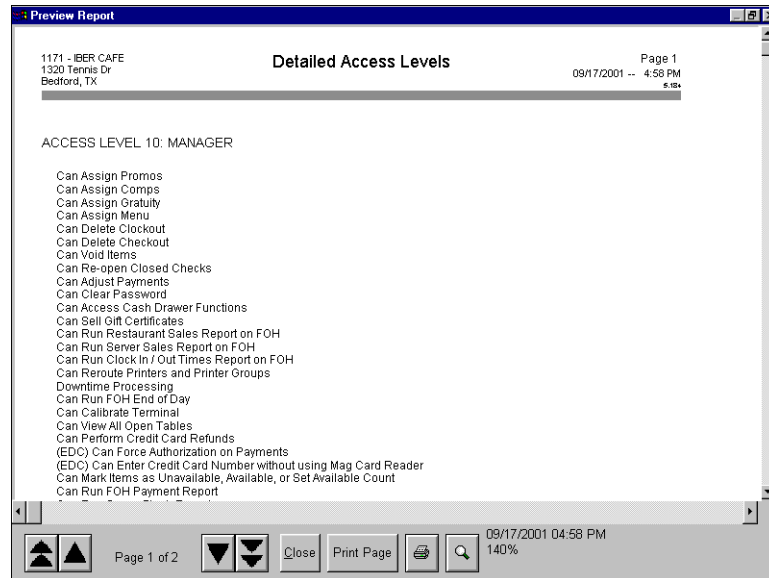 Preview Report
1171 - IBER CAFE
1320 Tennis Dr
Bedford, TX
Detailed Access Levels
Page 1
09/17/2001 -- 4:58 PM
5.184
ACCESS LEVEL 10: MANAGER
Can Assign Promos
Can Assign Comps
Can Assign Gratuity
Can Assign Menu
Can Delete Clockout
Can Delete Checkout
Can Void Items
Can Re-open Closed Checks
Can Adjust Payments
Can Clear Password
Can Access Cash Drawer Functions
Can Sell Gift Certificates
Can Run Restaurant Sales Report on FOH
Can Run Server Sales Report on FOH
Can Run Clock In / Out Times Report on FOH
Can Reroute Printers and Printer Groups
Downtime Processing
Can Run FOH End of Day
Can Calibrate Terminal
Can View All Open Tables
Can Perform Credit Card Refunds
(EDC) Can Force Authorization on Payments
(EDC) Can Enter Credit Card Number without using Mag Card Reader
Can Mark Items as Unavailable, Available, or Set Available Count
Can Run FOH Payment Report
Page 1 of 2
Close
Print Page
09/17/2001 04:58 PM
140%